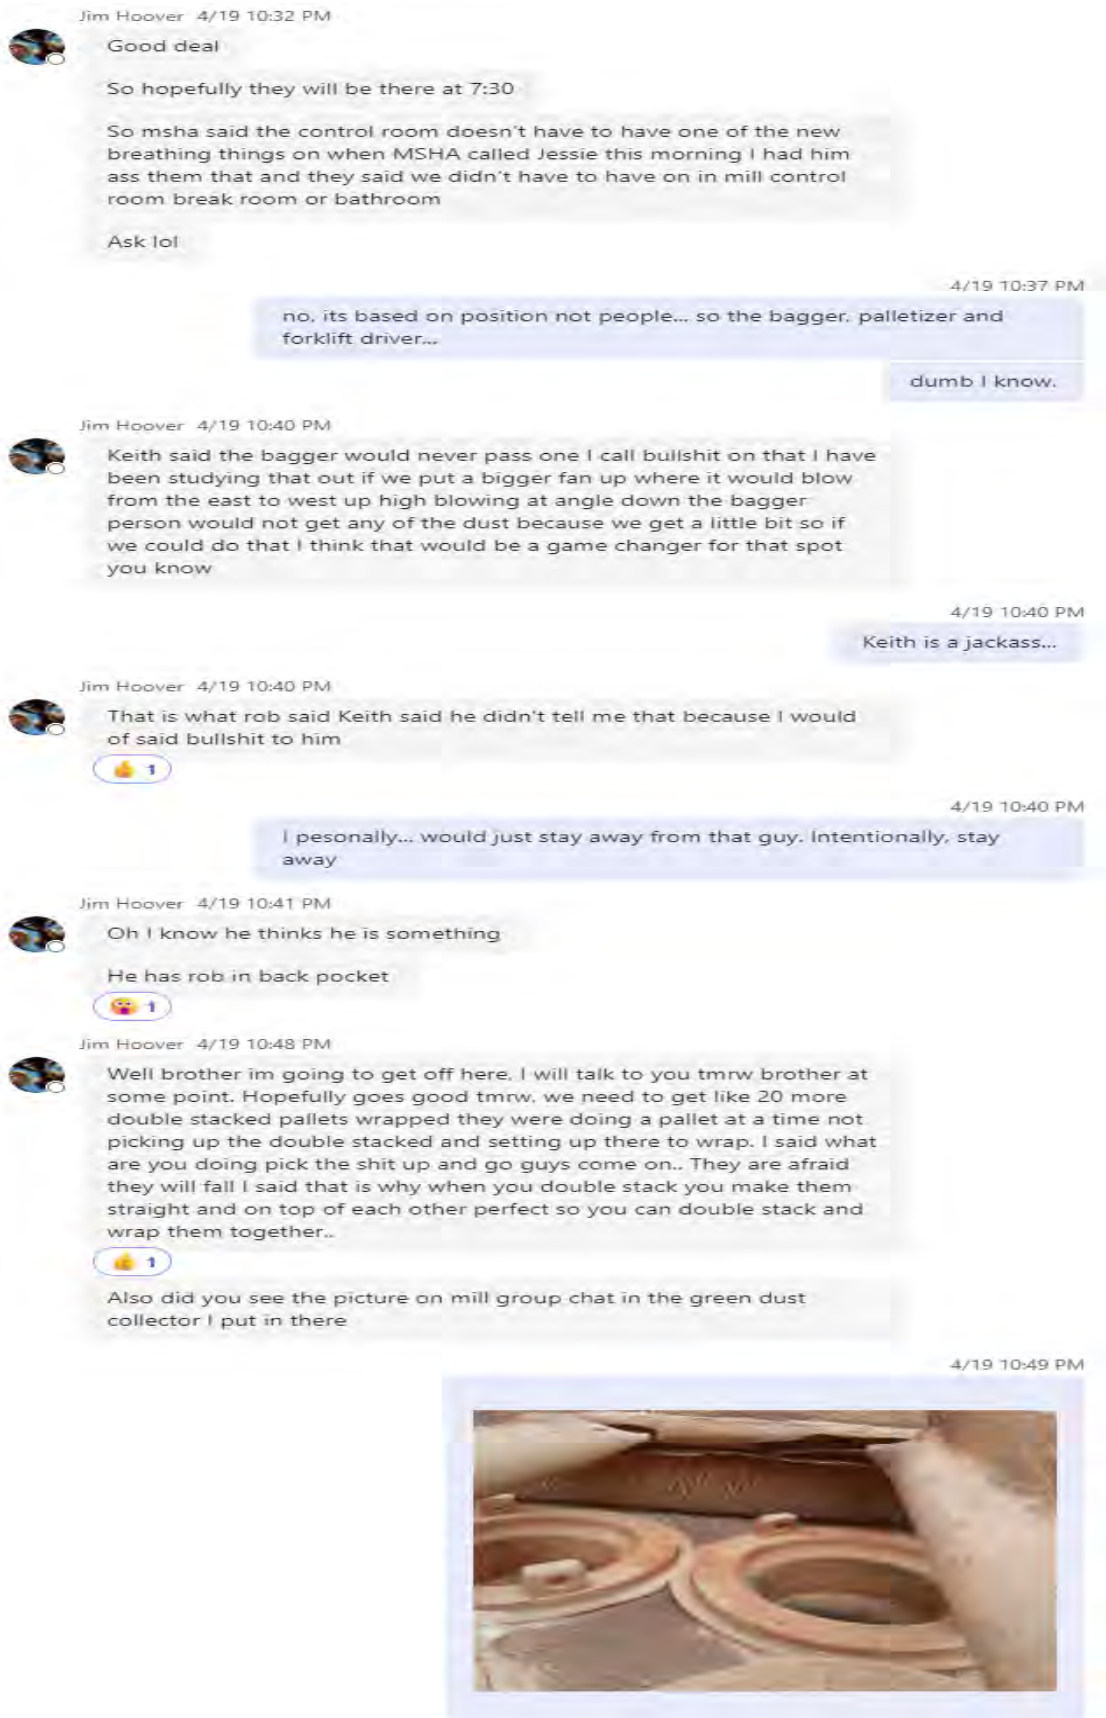 Jim Hoover 4/19 10:32 PM
Good deal
So hopefully they will be there at 7:30
So msha said the control room doesn't have to have one of the new
breathing things on when MSHA called Jessie this morning I had him
ass them that and they said we didn't have to have on in mill control
room break room or bathroom
Ask lol
4/19 10:37 PM
no, its based on position not people... so the bagger, palletizer and
forklift driver...
dumb I know.
Jim Hoover 4/19 10:40 PM
Keith said the bagger would never pass one I call bullshit on that I have
been studying that out if we put a bigger fan up where it would blow
from the east to west up high blowing at angle down the bagger
person would not get any of the dust because we get a little bit so if
we could do that I think that would be a game changer for that spot
you know
4/19 10:40 PM
Keith is a jackass...
Jim Hoover 4/19 10:40 PM
That is what rob said Keith said he didn't tell me that because I would
of said bullshit to him
1
4/19 10:40 PM
I pesonally... would just stay away from that guy. Intentionally, stay
away
Jim Hoover 4/19 10:41 PM
Oh I know he thinks he is something
He has rob in back pocket
1
Jim Hoover 4/19 10:48 PM
Well brother im going to get off here, I will talk to you tmrw brother at
some point. Hopefully goes good tmrw, we need to get like 20 more
double stacked pallets wrapped they were doing a pallet at a time not
picking up the double stacked and setting up there to wrap. I said what
are you doing pick the shit up and go guys come on.. They are afraid
they will fall I said that is why when you double stack you make them
straight and on top of each other perfect so you can double stack and
wrap them together..
1
Also did you see the picture on mill group chat in the green dust
collector I put in there
4/19 10:49 PM